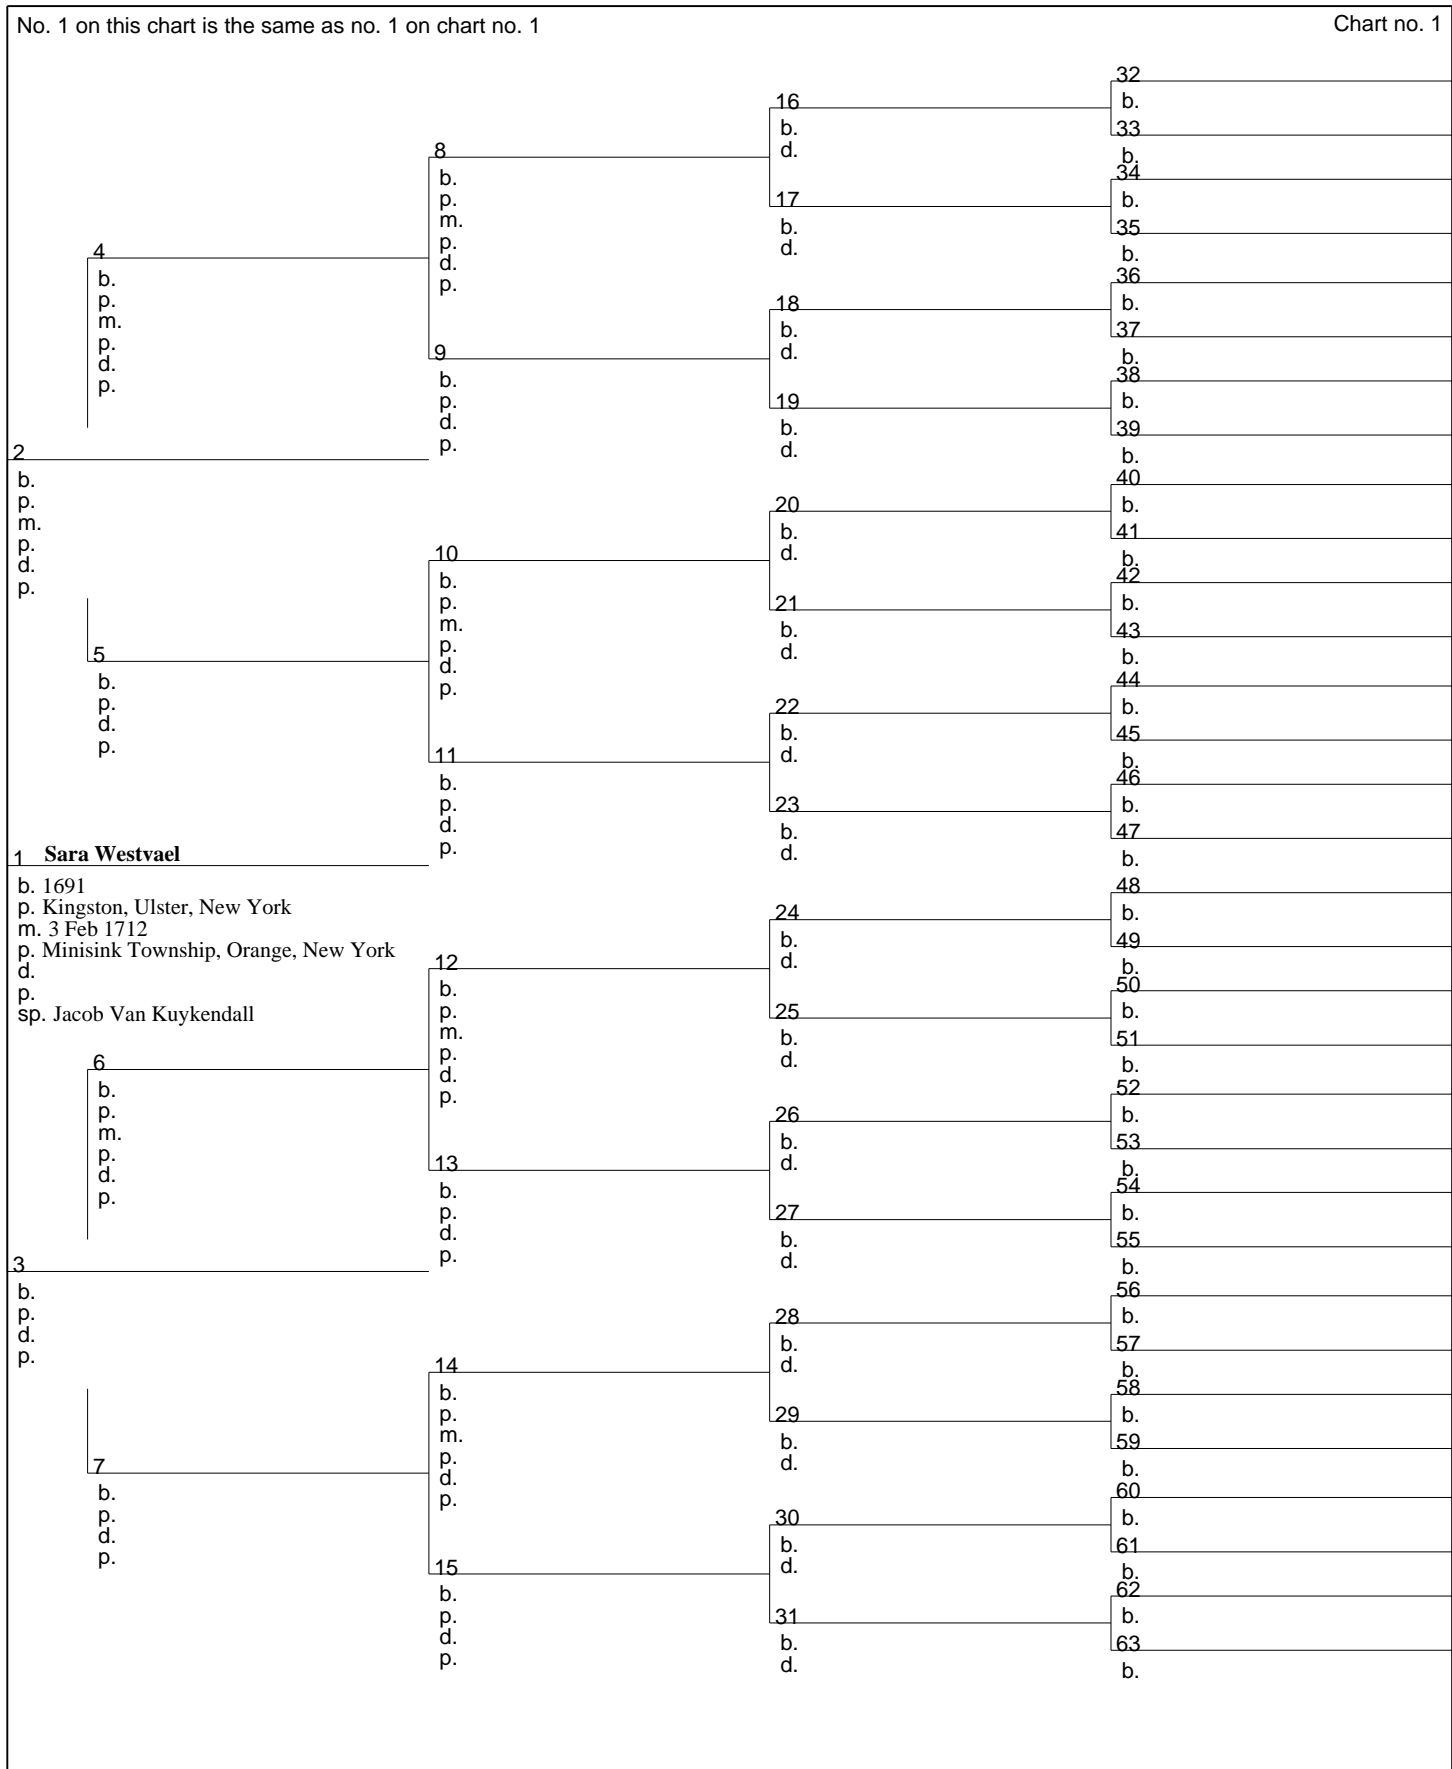 No. 1 on this chart is the same as no. 1 on chart no. 1
Chart no. 1
2
b.
p.
m.
p.
d.
p.
1 Sara Westvael
b. 1691
p. Kingston, Ulster, New York
m. 3 Feb 1712
p. Minisink Township, Orange, New York
d.
p.
sp. Jacob Van Kuykendall
3
b.
p.
d.
p.
4
b.
p.
m.
p.
d.
p.
5
b.
p.
d.
p.
6
b.
p.
m.
p.
d.
p.
7
b.
p.
d.
p.
8
b.
p.
m.
p.
d.
p.
9
b.
p.
d.
p.
10
b.
p.
m.
p.
d.
p.
11
b.
p.
d.
p.
12
b.
p.
m.
p.
d.
p.
13
b.
p.
d.
p.
14
b.
p.
m.
p.
d.
p.
15
b.
p.
d.
p.
16
b.
d.
17
b.
d.
18
b.
d.
19
b.
d.
20
b.
d.
21
b.
d.
22
b.
d.
23
b.
d.
24
b.
d.
25
b.
d.
26
b.
d.
27
b.
d.
28
b.
d.
29
b.
d.
30
b.
d.
31
b.
d.
32
b.
33
b.
34
b.
35
b.
36
b.
37
b.
38
b.
39
b.
40
b.
41
b.
42
b.
43
b.
44
b.
45
b.
46
b.
47
b.
48
b.
49
b.
50
b.
51
b.
52
b.
53
b.
54
b.
55
b.
56
b.
57
b.
58
b.
59
b.
60
b.
61
b.
62
b.
63
b.